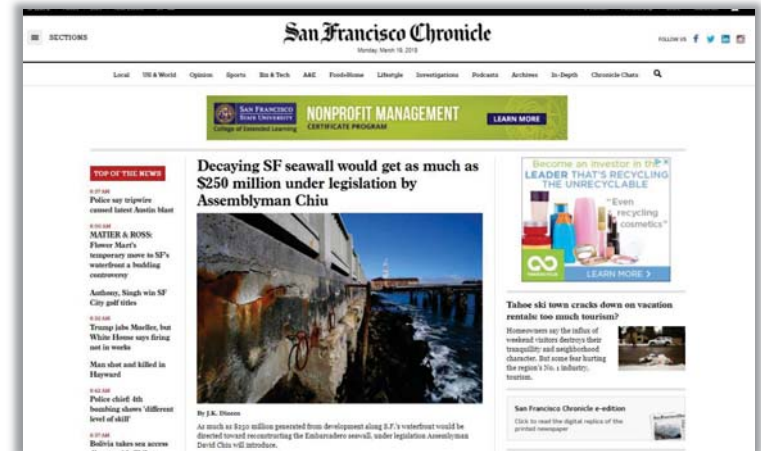 SECTIONS
San Francisco Chronicle
Monday, March 19, 2018
FOLLOW US
Local US & World Opinion Sports Biz & Tech A&E Food+Home Lifestyle Investigations Podcasts Archives In-Depth Chronicle Chats
SAN FRANCISCO
STATE UNIVERSITY
College of Extended Learning
NONPROFIT MANAGEMENT
CERTIFICATE PROGRAM
LEARN MORE
TOP OF THE NEWS
Police say tripwire
caused latest Austin blast
MATIER & ROSS:
Flower Mart's
temporary move to SF's
waterfront a budding
controversy
Anthony, Singh win SF
City golf titles
Trump jabs Mueller, but
White House says firing
not in works
Man shot and killed in
Hayward
Police chief: 4th
bombing shows 'different
level of skill'
Bolivia takes sea access
Decaying SF seawall would get as much as
$250 million under legislation by
Assemblyman Chiu
By J.K. Dineen
As much as $250 million generated from development along S.F.'s waterfront would be
directed toward reconstructing the Embarcadero seawall, under legislation Assemblyman
David Chiu will introduce.
Become an investor in the
LEADER THAT'S RECYCLING
THE UNRECYCLABLE
"Even
recycling
cosmetics"
LEARN MORE >
Tahoe ski town cracks down on vacation
rentals: too much tourism?
Homeowners say the influx of
weekend visitors destroys their
tranquility and neighborhood
character. But some fear hurting
the region's No. 1 industry,
tourism.
San Francisco Chronicle e-edition
Click to read the digital replica of the
printed newspaper